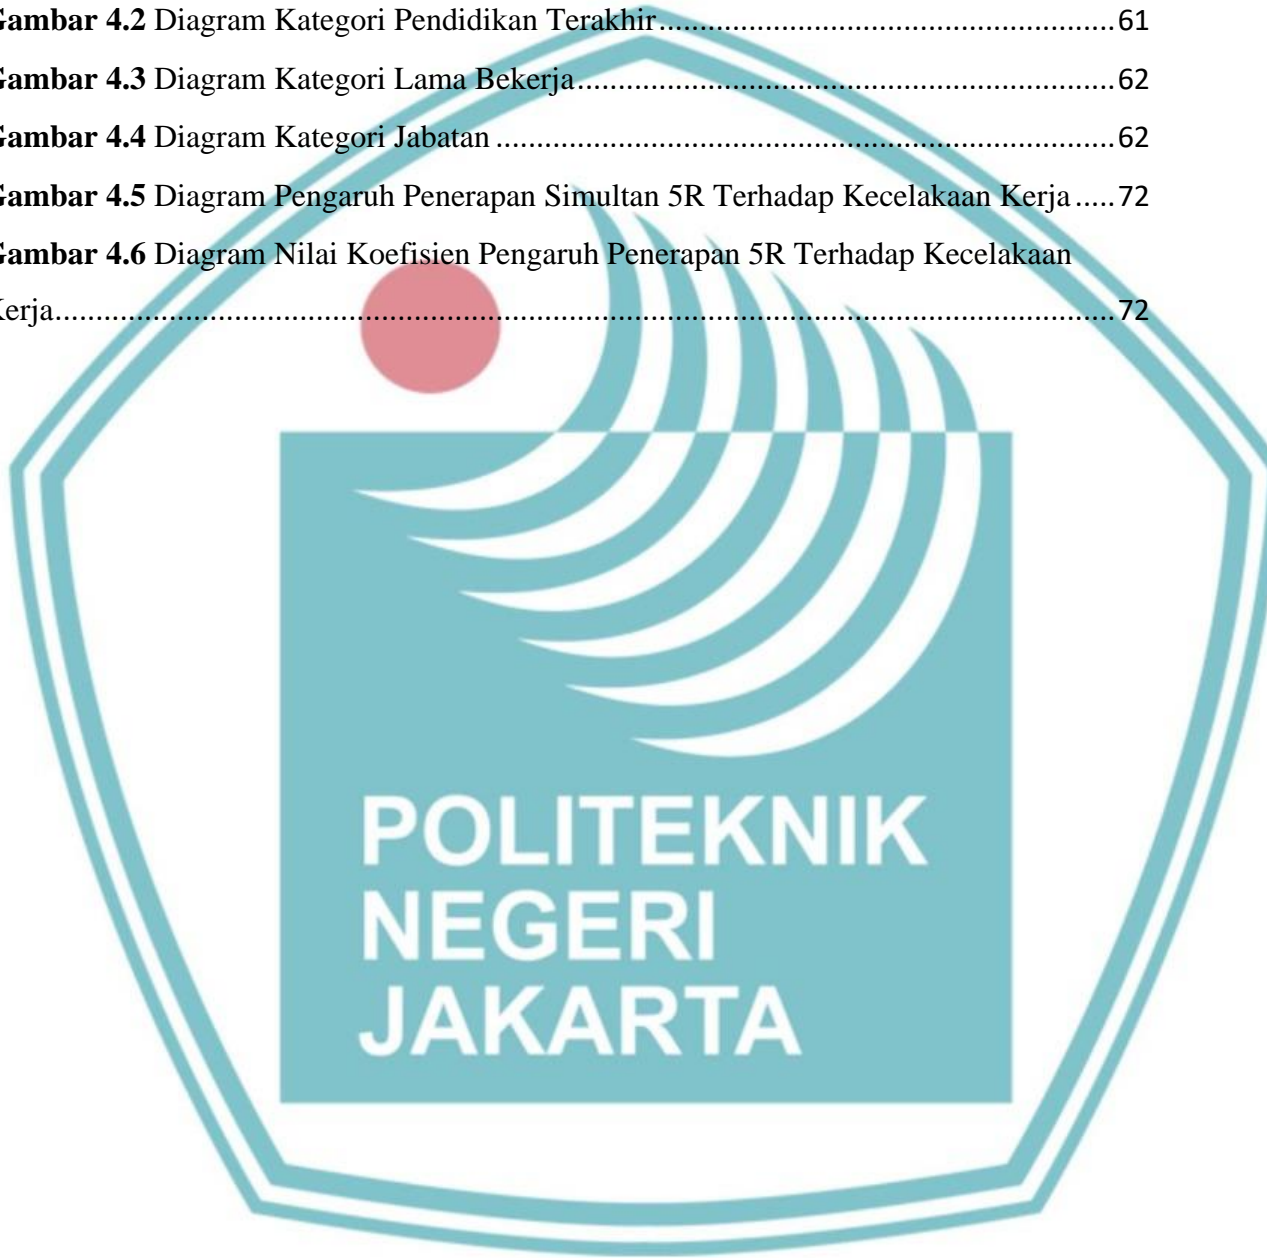 Gambar 4.2 Diagram Kategori Pendidikan Terakhir................................................................61
Gambar 4.3 Diagram Kategori Lama Bekerja................................................................62
Gambar 4.4 Diagram Kategori Jabatan................................................................62
Gambar 4.5 Diagram Pengaruh Penerapan Simultan 5R Terhadap Kecelakaan Kerja.....72
Gambar 4.6 Diagram Nilai Koefisien Pengaruh Penerapan 5R Terhadap Kecelakaan
Kerja................................................................72
POLITEKNIK
NEGERI
JAKARTA